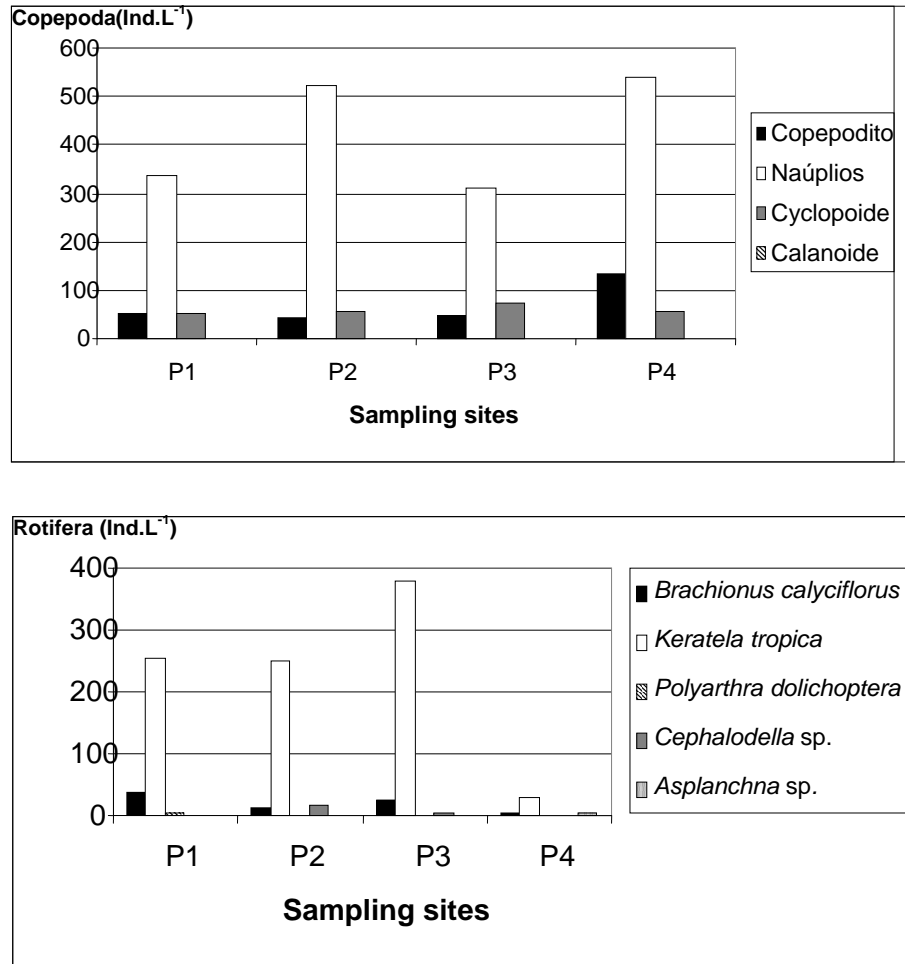 Copepoda(Ind.L⁻¹)
600
500
400
300
200
100
0
P1 P2 P3 P4
Sampling sites
Copepodito
Naúplios
Cyclopoide
Calanoide
Rotifera (Ind.L⁻¹)
400
300
200
100
0
P1 P2 P3 P4
Sampling sites
Brachionus calyciflorus
Keratela tropica
Polyarthra dolichoptera
Cephalodella sp.
Asplanchna sp.